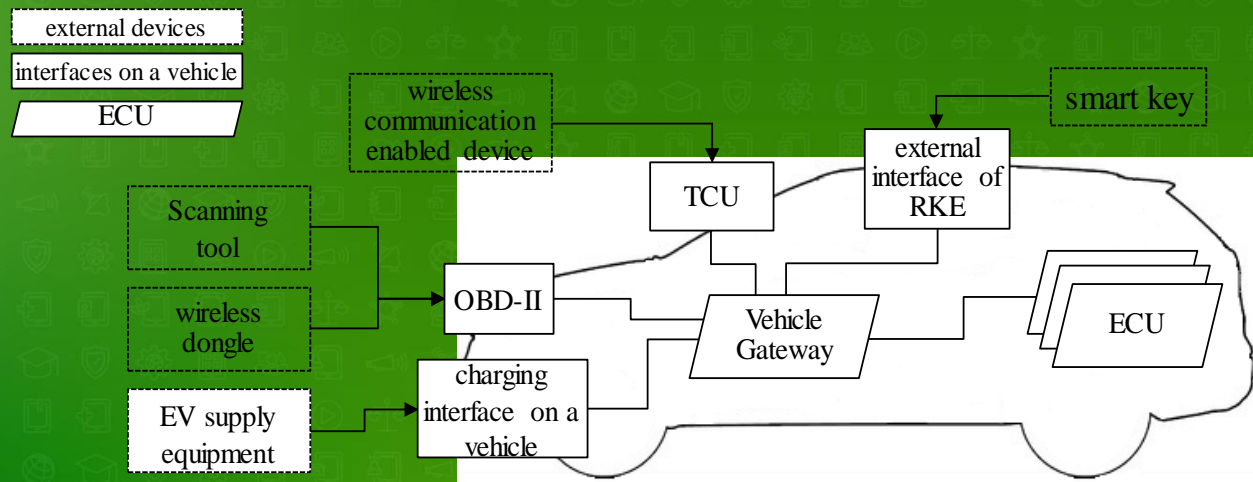 external devices
interfaces on a vehicle
ECU
wireless
communication
enabled device
smart key
external
interface of
RKE
TCU
Scanning
tool
OBD-II
wireless
dongle
Vehicle
Gateway
ECU
charging
interface on a
vehicle
EV supply
equipment